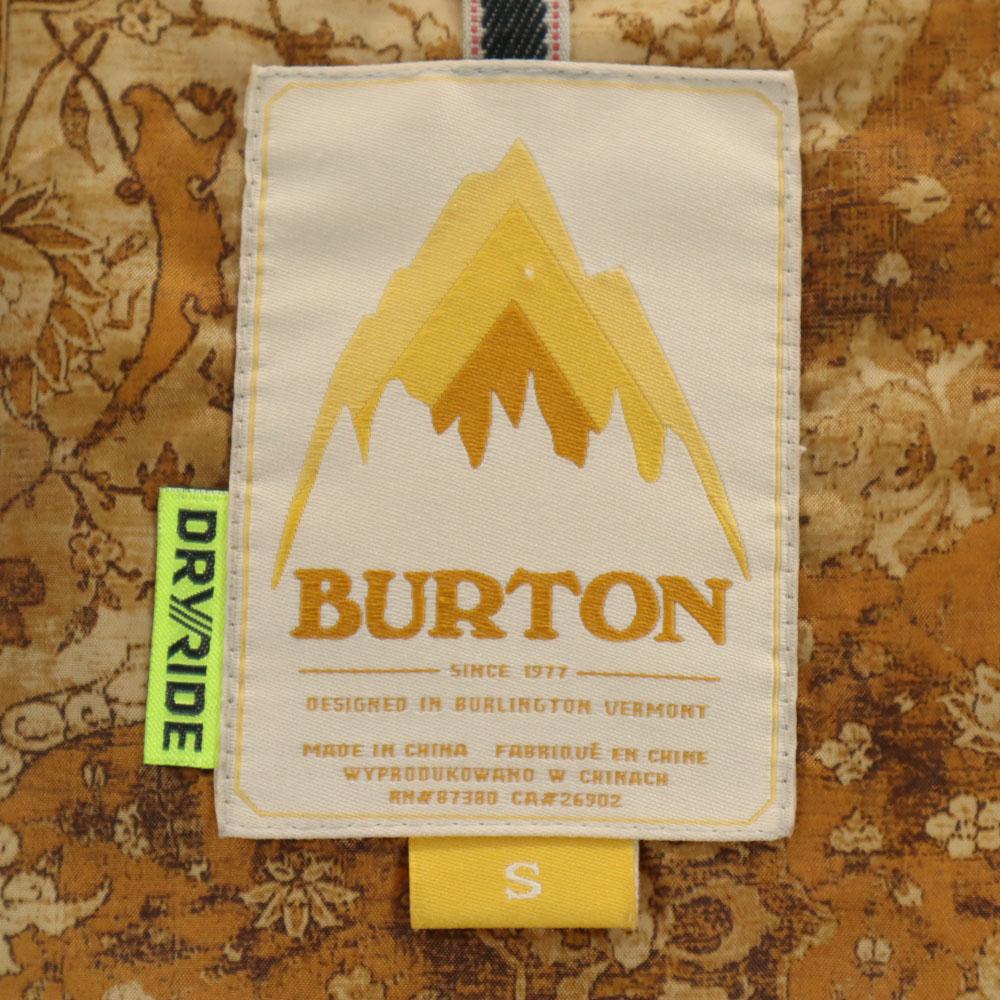 BURTON
SINCE 1977
DESIGNED IN BURLINGTON VERMONT
MADE IN CHINA FABRIQUÉ EN CHINE
WYPRODUKOWANO W CHINACH
RN#87380 CA#26902
DRY//RIDE
S